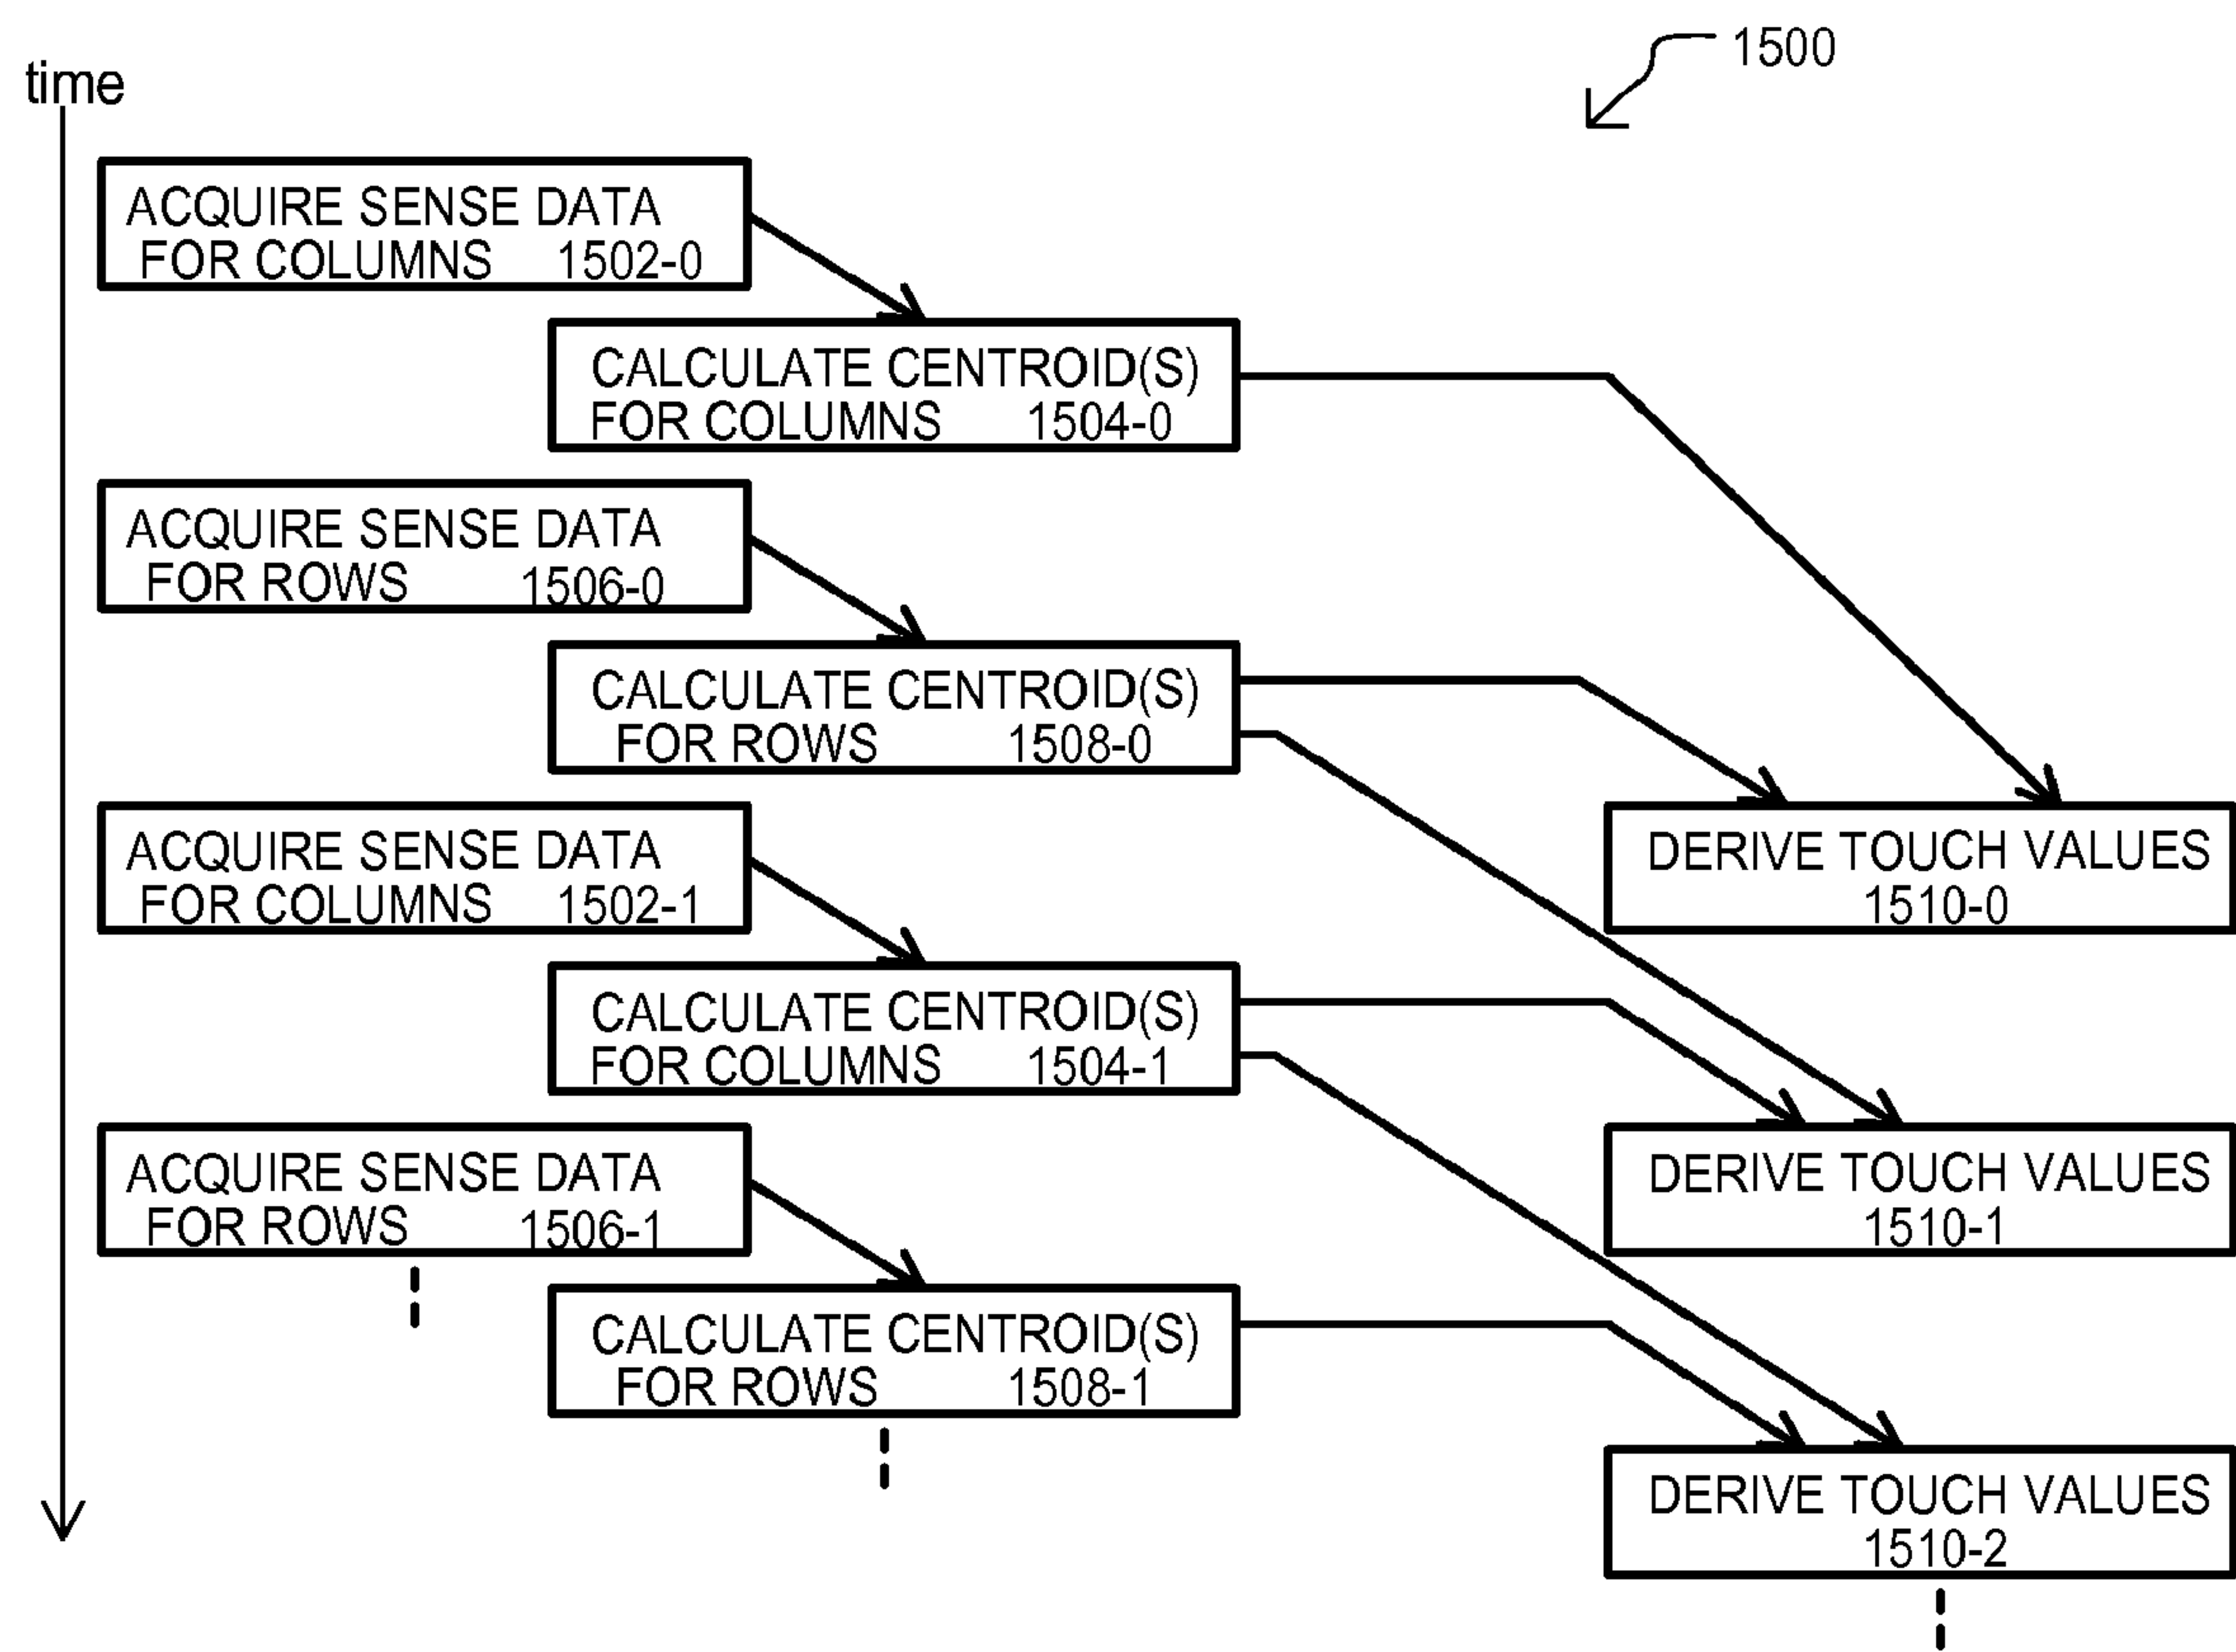 1500
time
ACQUIRE SENSE DATA
FOR COLUMNS 1502-0
CALCULATE CENTROID(S)
FOR COLUMNS 1504-0
ACQUIRE SENSE DATA
FOR ROWS 1506-0
CALCULATE CENTROID(S)
FOR ROWS 1508-0
ACQUIRE SENSE DATA
FOR COLUMNS 1502-1
DERIVE TOUCH VALUES
1510-0
CALCULATE CENTROID(S)
FOR COLUMNS 1504-1
ACQUIRE SENSE DATA
FOR ROWS 1506-1
DERIVE TOUCH VALUES
1510-1
CALCULATE CENTROID(S)
FOR ROWS 1508-1
DERIVE TOUCH VALUES
1510-2